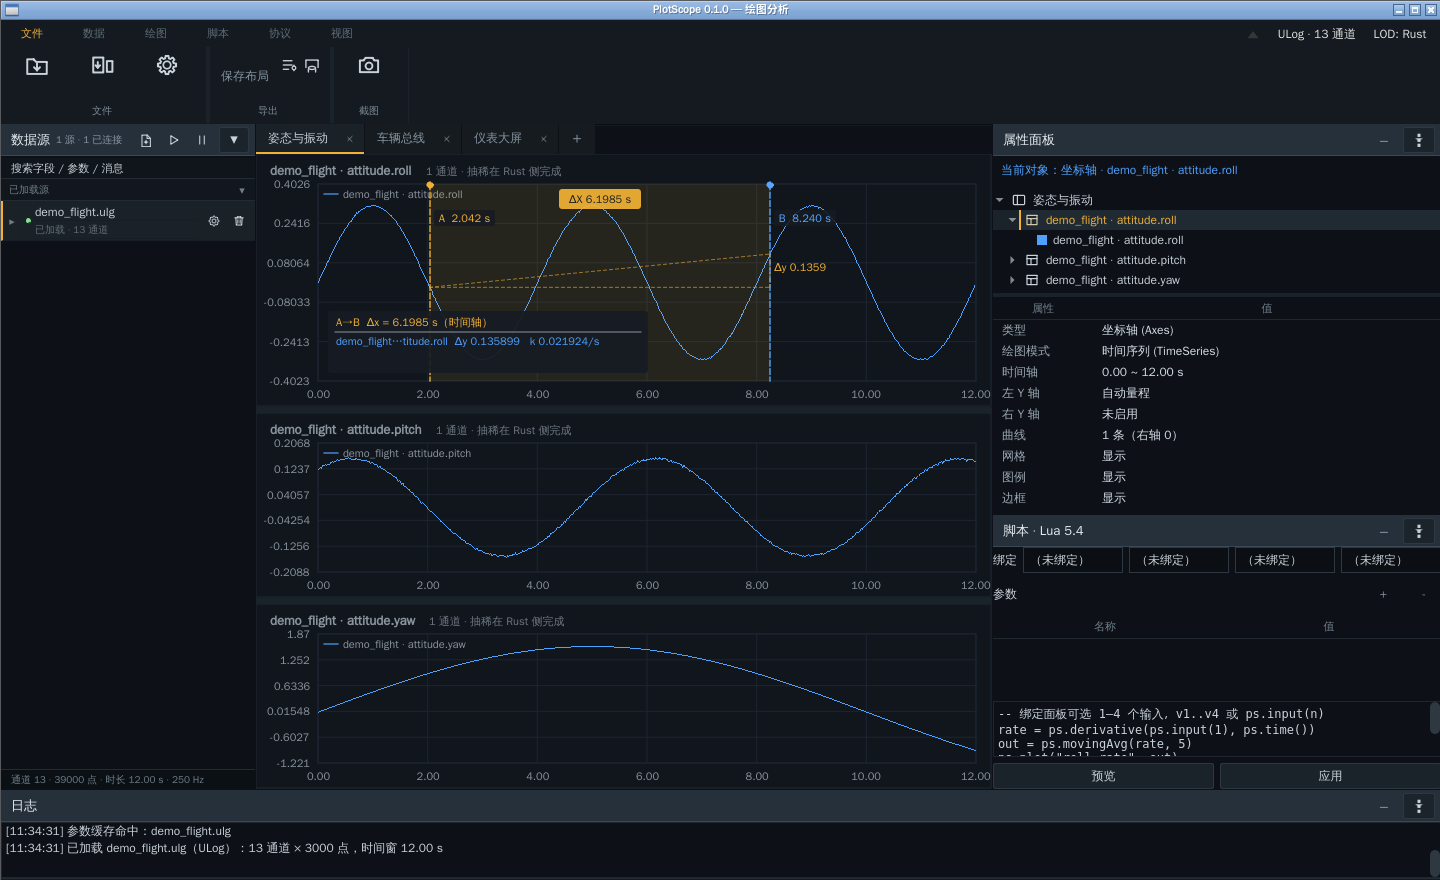 PlotScope 0.1.0 — 绘图分析
文件 数据 绘图 脚本 协议 视图
ULog · 13 通道 LOD: Rust
保存布局
文件 导出 截图
数据源 1 源 · 1 已连接
搜索字段 / 参数 / 消息
已加载源
demo_flight.ulg
已加载 · 13 通道
通道 13 · 39000 点 · 时长 12.00 s · 250 Hz
姿态与振动 × 车辆总线 × 仪表大屏 × +
demo_flight · attitude.roll 1 通道 · 抽稀在 Rust 侧完成
demo_flight · attitude.roll
ΔX 6.1985 s
A 2.042 s
B 8.240 s
Δy 0.1359
A→B Δx = 6.1985 s（时间轴）
demo_flight···titude.roll Δy 0.135899 k 0.021924/s
0.4026
0.2416
0.08064
-0.08033
-0.2413
-0.4023
0.00 2.00 4.00 6.00 8.00 10.00 12.00
demo_flight · attitude.pitch 1 通道 · 抽稀在 Rust 侧完成
demo_flight · attitude.pitch
0.2068
0.1237
0.04057
-0.04254
-0.1256
-0.2088
0.00 2.00 4.00 6.00 8.00 10.00 12.00
demo_flight · attitude.yaw 1 通道 · 抽稀在 Rust 侧完成
demo_flight · attitude.yaw
1.87
1.252
0.6336
0.01548
-0.6027
-1.221
0.00 2.00 4.00 6.00 8.00 10.00 12.00
属性面板
当前对象：坐标轴 · demo_flight · attitude.roll
姿态与振动
demo_flight · attitude.roll
demo_flight · attitude.roll
demo_flight · attitude.pitch
demo_flight · attitude.yaw
属性 值
类型 坐标轴 (Axes)
绘图模式 时间序列 (TimeSeries)
时间轴 0.00 ~ 12.00 s
左 Y 轴 自动量程
右 Y 轴 未启用
曲线 1 条（右轴 0）
网格 显示
图例 显示
边框 显示
脚本 · Lua 5.4
绑定 （未绑定） （未绑定） （未绑定） （未绑定）
参数 + -
名称 值
-- 绑定面板可选 1—4 个输入, v1..v4 或 ps.input(n)
rate = ps.derivative(ps.input(1), ps.time())
out = ps.movingAvg(rate, 5)
预览 应用
日志
[11:34:31] 参数缓存命中：demo_flight.ulg
[11:34:31] 已加载 demo_flight.ulg（ULog）：13 通道 × 3000 点，时间窗 12.00 s